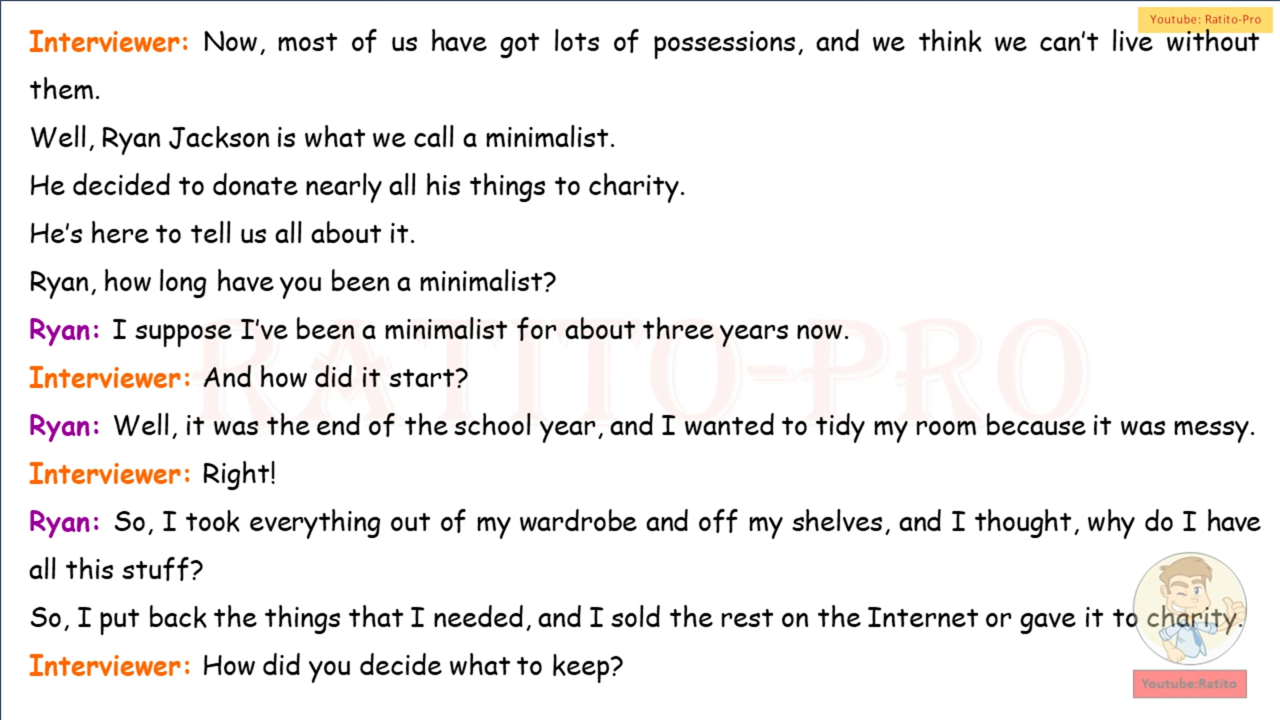 Youtube: Ratito-Pro
Interviewer: Now, most of us have got lots of possessions, and we think we can't live without
them.
Well, Ryan Jackson is what we call a minimalist.
He decided to donate nearly all his things to charity.
He's here to tell us all about it.
Ryan, how long have you been a minimalist?
Ryan: I suppose I've been a minimalist for about three years now.
RATITO-PRO
Interviewer: And how did it start?
Ryan: Well, it was the end of the school year, and I wanted to tidy my room because it was messy.
Interviewer: Right!
Ryan: So, I took everything out of my wardrobe and off my shelves, and I thought, why do I have
all this stuff?
So, I put back the things that I needed, and I sold the rest on the Internet or gave it to charity.
Interviewer: How did you decide what to keep?
Youtube:Ratito